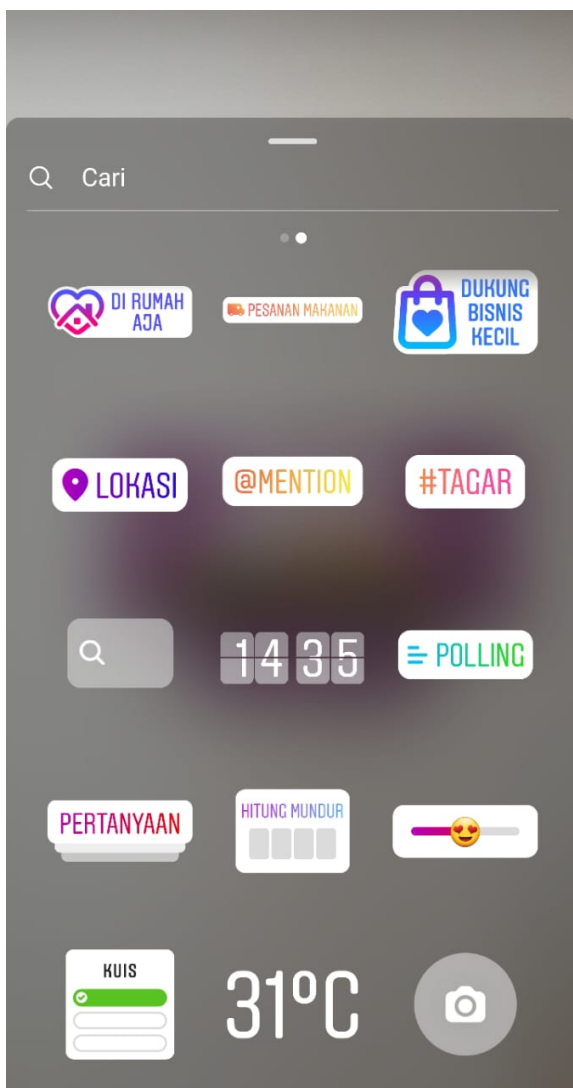 Cari
DI RUMAH
AJA
PESANAN MAKANAN
DUKUNG
BISNIS
KECIL
LOKASI
@MENTION
#TAGAR
14 35
POLLING
PERTANYAAN
HITUNG MUNDUR
KUIS
31°C